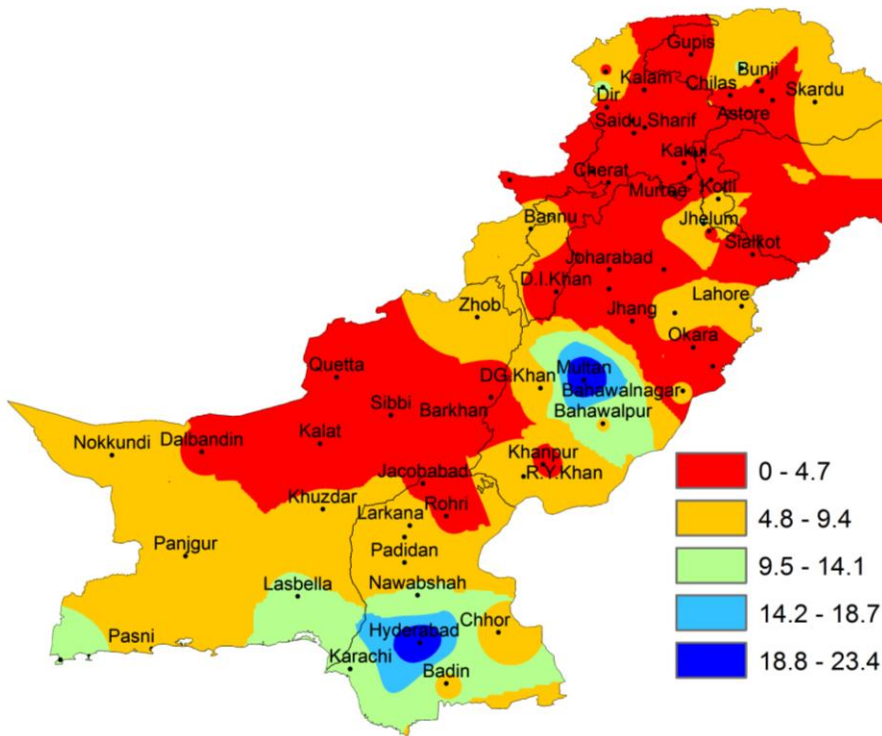 Gupis
Kalam
Chilas
Bunji
Skardu
Dir
Astore
Saidu Sharif
Kakul
Cherat
Murree
Kotli
Bannu
Jhelum
Sialkot
Joharabad
D.I.Khan
Zhob
Jhang
Lahore
Okara
Quetta
DG.Khan
Multan
Bahawalnagar
Sibbi
Barkhan
Bahawalpur
Nokkundi
Dalbandin
Kalat
Khanpur
R.Y.Khan
Jacobabad
Khuzdar
Larkana
Rohri
Panjgur
Padidan
Lasbella
Nawabshah
Pasni
Hyderabad
Chhor
Karachi
Badin
0 - 4.7
4.8 - 9.4
9.5 - 14.1
14.2 - 18.7
18.8 - 23.4